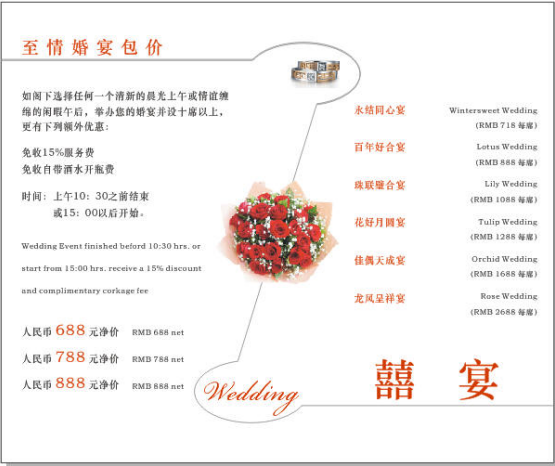 至情婚宴包价
如阁下选择任何一个清新的晨光上午或情谊缠
绵的闲暇午后，举办您的婚宴并设十席以上，
更有下列额外优惠：
免收15%服务费
免收自带酒水开瓶费
时间：上午10：30之前结束
或15：00以后开始。
Wedding Event finished beford 10:30 hrs. or
start from 15:00 hrs. receive a 15% discount
and complimentary corkage fee
人民币 688 元净价 RMB 688 net
人民币 788 元净价 RMB 788 net
人民币 888 元净价 RMB 888 net
永结同心宴 Wintersweet Wedding
(RMB 718 每席)
百年好合宴 Lotus Wedding
(RMB 888 每席)
珠联璧合宴 Lily Wedding
(RMB 1088 每席)
花好月圆宴 Tulip Wedding
(RMB 1288 每席)
佳偶天成宴 Orchid Wedding
(RMB 1688 每席)
龙凤呈祥宴 Rose Wedding
(RMB 2688 每席)
Wedding
囍宴